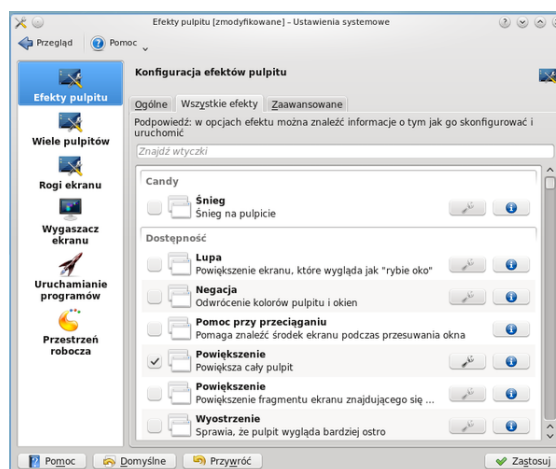 Efekty pulpitu [zmodyfikowane] – Ustawienia systemowe
Przegląd
Pomoc
Efekty pulpitu
Wiele pulpitów
Rogi ekranu
Wygaszacz
ekranu
Uruchamianie
programów
Przestrzeń
robocza
Konfiguracja efektów pulpitu
Ogólne
Wszystkie efekty
Zaawansowane
Podpowiedź: w opcjach efektu można znaleźć informacje o tym jak go skonfigurować i
uruchomić
Znajdź wtyczki
Candy
Śnieg
Śnieg na pulpicie
Dostępność
Lupa
Powiększenie ekranu, które wygląda jak "rybie oko"
Negacja
Odwrócenie kolorów pulpitu i okien
Pomoc przy przeciąganiu
Pomaga znaleźć środek ekranu podczas przesuwania okna
Powiększenie
Powiększa cały pulpit
Powiększenie
Powiększenie fragmentu ekranu znajdującego się ...
Wyostrzenie
Sprawia, że pulpit wygląda bardziej ostro
Pomoc
Domyślne
Przywróć
Zastosuj